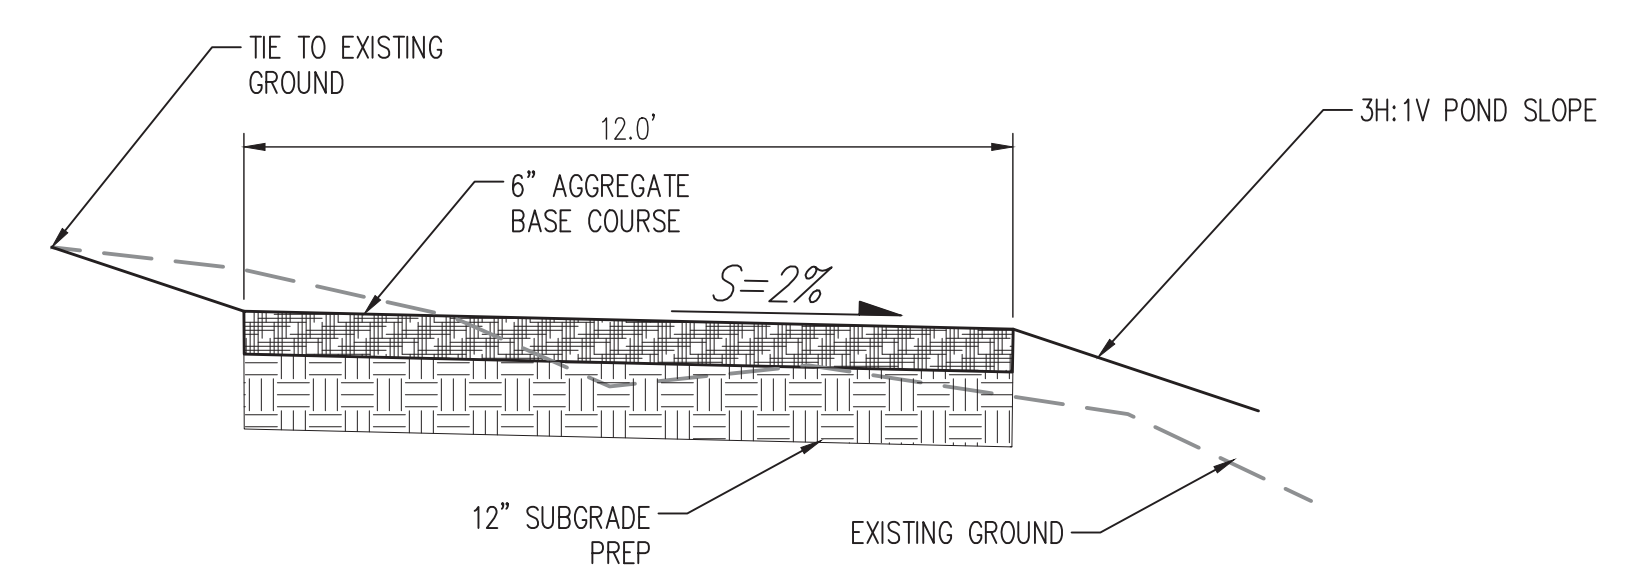 TIE TO EXISTING
GROUND
12.0'
3H:1V POND SLOPE
6" AGGREGATE
BASE COURSE
S=2%
12" SUBGRADE
PREP
EXISTING GROUND